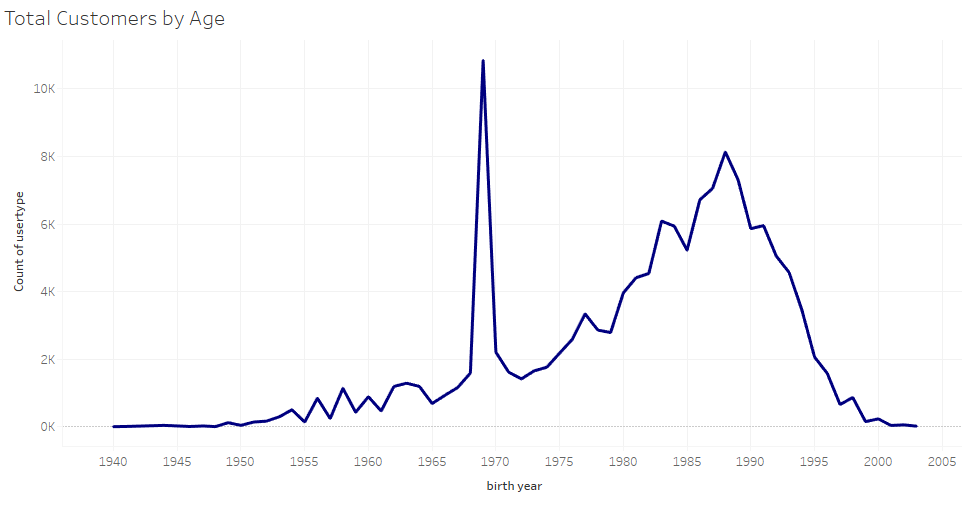 Total Customers by Age
Count of usertype
10K
8K
6K
4K
2K
0K
1940 1945 1950 1955 1960 1965 1970 1975 1980 1985 1990 1995 2000 2005
birth year